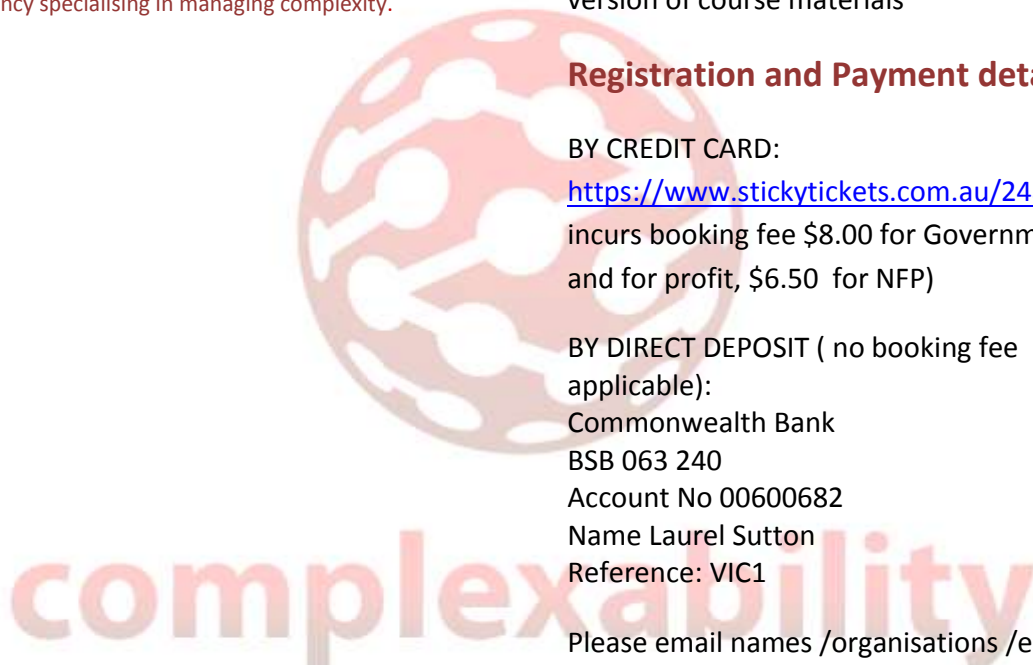 ncy specialising in managing complexity.
version of course materials
Registration and Payment deta
BY CREDIT CARD:
https://www.stickytickets.com.au/24
incurs booking fee $8.00 for Governm
and for profit, $6.50 for NFP)
BY DIRECT DEPOSIT ( no booking fee
applicable):
Commonwealth Bank
BSB 063 240
Account No 00600682
Name Laurel Sutton
Reference: VIC1
complexability
Please email names /organisations /e